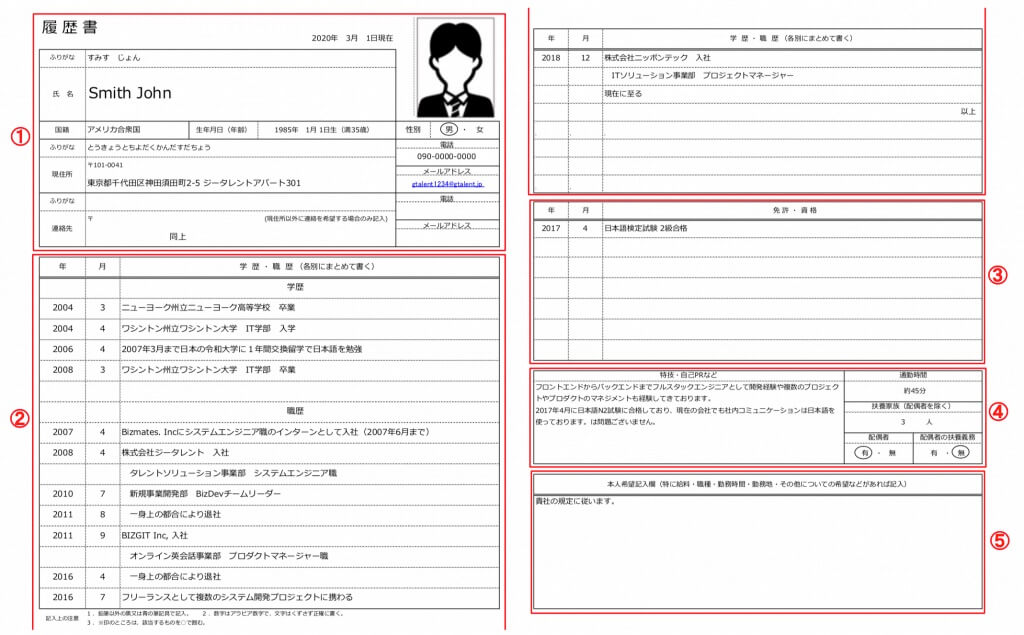 履歴書
2020年 3月 1日現在
ふりがな すみす じょん
氏 名 Smith John
国籍 アメリカ合衆国 生年月日（年齢） 1985年 1月 1日生（満35歳） 性別 男 ・ 女
ふりがな とうきょうとちよだくかんだすだちょう
電話
090-0000-0000
現住所 〒101-0041
東京都千代田区神田須田町2-5 ジータレントアパート301
メールアドレス
gtalent1234@gtalent.jp
ふりがな
電話
連絡先 〒 (現住所以外に連絡を希望する場合のみ記入)
同上
メールアドレス
①
年 月 学 歴 ・ 職 歴 （各別にまとめて書く）
学歴
2004 3 ニューヨーク州立ニューヨーク高等学校 卒業
2004 4 ワシントン州立ワシントン大学 IT学部 入学
2006 4 2007年3月まで日本の令和大学に１年間交換留学で日本語を勉強
2008 3 ワシントン州立ワシントン大学 IT学部 卒業
職歴
2007 4 Bizmates. Incにシステムエンジニア職のインターンとして入社（2007年6月まで）
2008 4 株式会社ジータレント 入社
タレントソリューション事業部 システムエンジニア職
2010 7 新規事業開発部 BizDevチームリーダー
2011 8 一身上の都合により退社
2011 9 BIZGIT Inc, 入社
オンライン英会話事業部 プロダクトマネージャー職
2016 4 一身上の都合により退社
2016 7 フリーランスとして複数のシステム開発プロジェクトに携わる
②
記入上の注意 １．鉛筆以外の黒又は青の筆記具で記入。 ２．数字はアラビア数字で、文字はくずさず正確に書く。
３．※印のところは、該当するものを○で囲む。
年 月 学 歴 ・ 職 歴 （各別にまとめて書く）
2018 12 株式会社ニッポンテック 入社
ITソリューション事業部 プロジェクトマネージャー
現在に至る
以上
年 月 免 許 ・ 資 格
2017 4 日本語検定試験 2級合格
③
特技・自己PRなど
フロントエンドからバックエンドまでフルスタックエンジニアとして開発経験や複数のプロジェク
トやプロダクトのマネジメントも経験してきております。
2017年4月に日本語N2試験に合格しており、現在の会社でも社内コミュニケーションは日本語を
使っております。は問題ございません。
通勤時間
約45分
扶養家族（配偶者を除く）
3 人
配偶者 配偶者の扶養義務
有 ・ 無 有 ・ 無
④
本人希望記入欄（特に給料・職種・勤務時間・勤務地・その他についての希望などがあれば記入）
貴社の規定に従います。
⑤